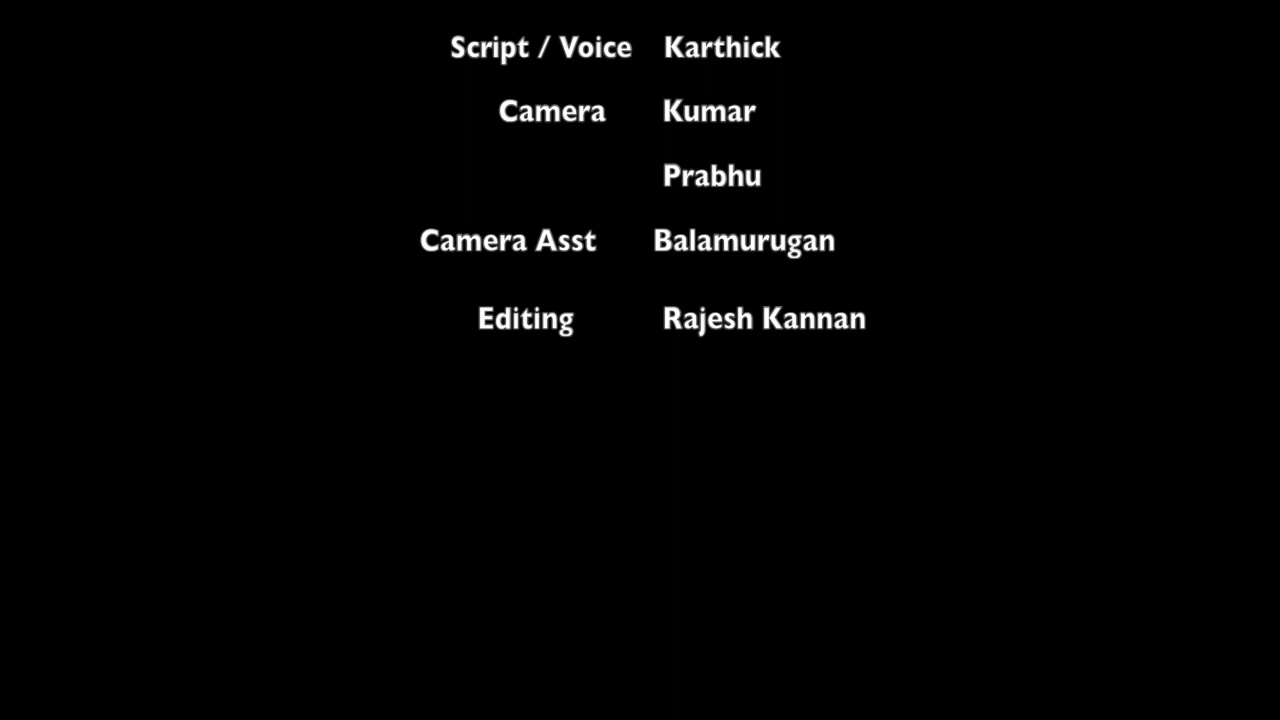 Script / Voice Karthick
Camera Kumar
Prabhu
Camera Asst Balamurugan
Editing Rajesh Kannan